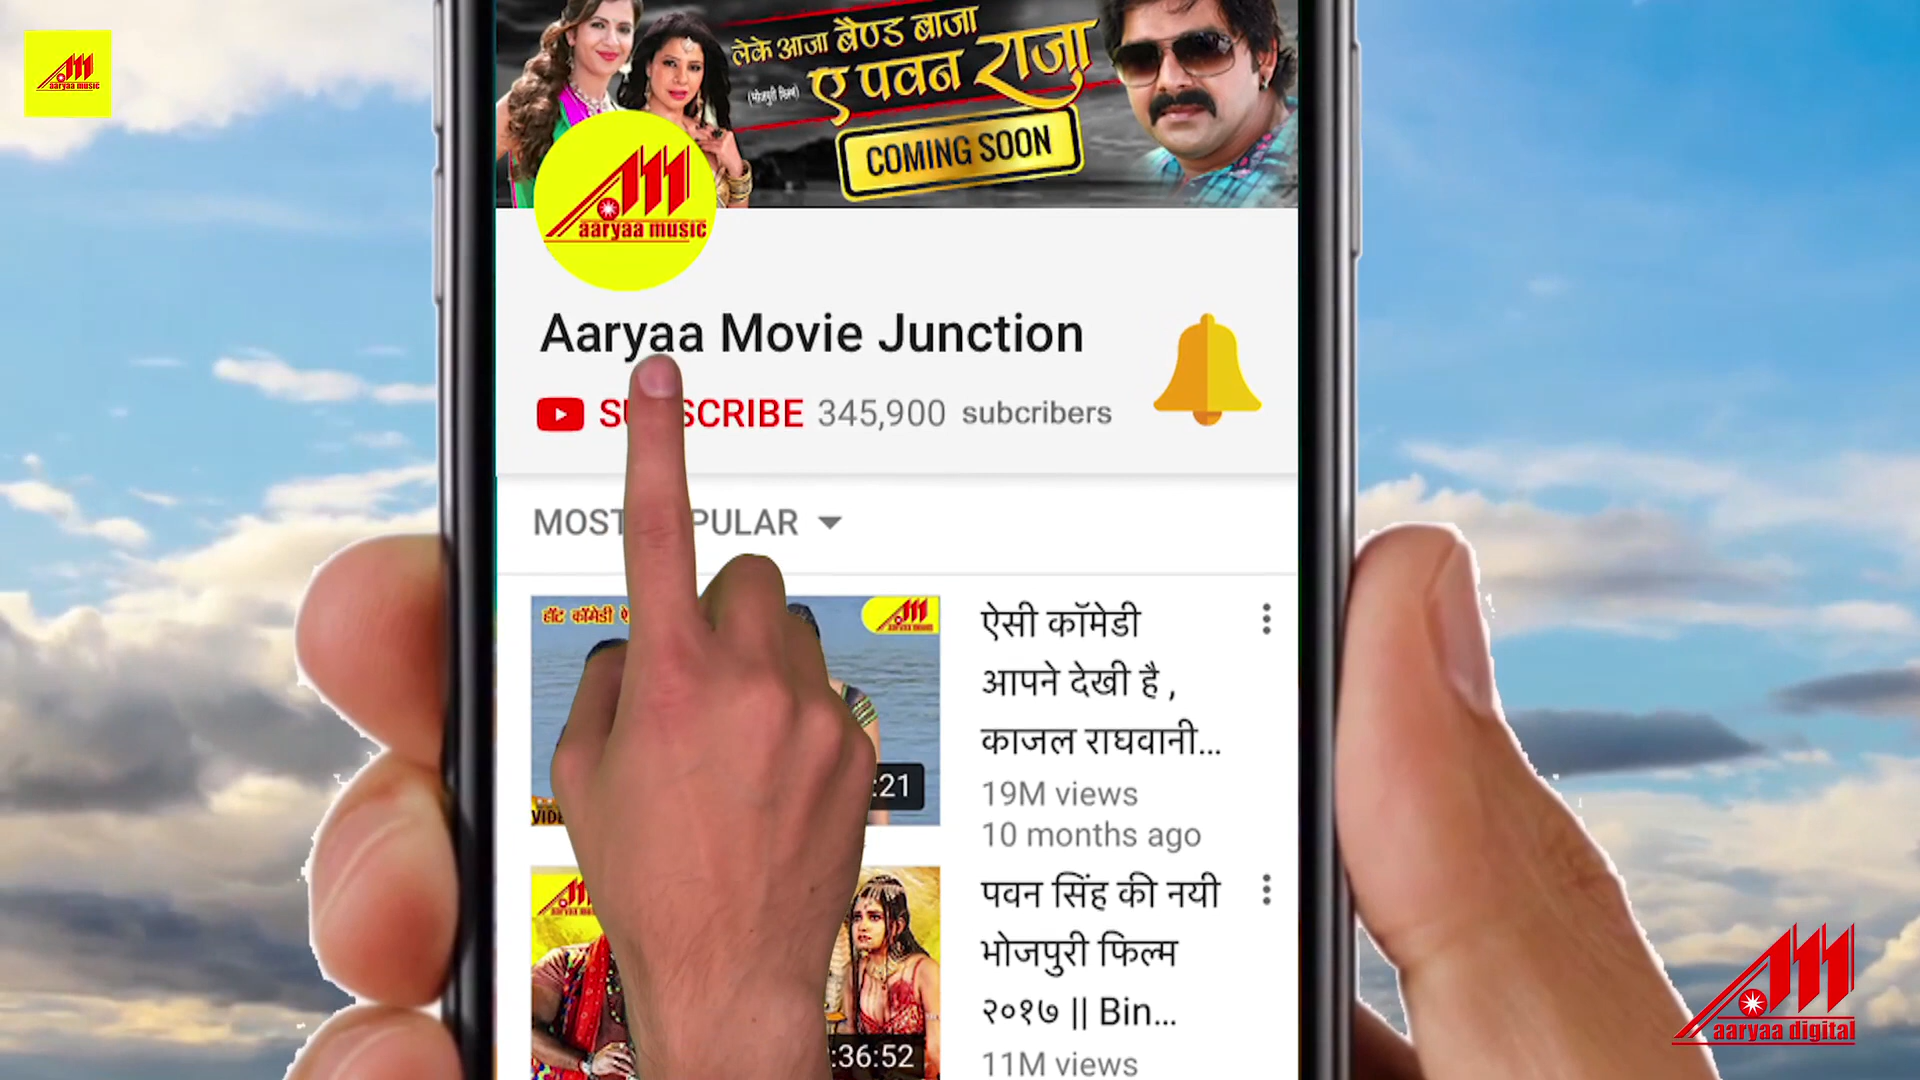 aaryaa music
लेके आजा बैण्ड बाजा
ए पवन राजा
(भोजपुरी फिल्म)
COMING SOON
aaryaa music
Aaryaa Movie Junction
SU SCRIBE 345,900 subcribers
MOST PULAR
हॉट कॉमेडी
ऐसी कॉमेडी
आपने देखी है ,
काजल राघवानी...
:21
19M views
10 months ago
पवन सिंह की नयी
भोजपुरी फिल्म
२०१७ || Bin...
:36:52
11M views
aaryaa digital